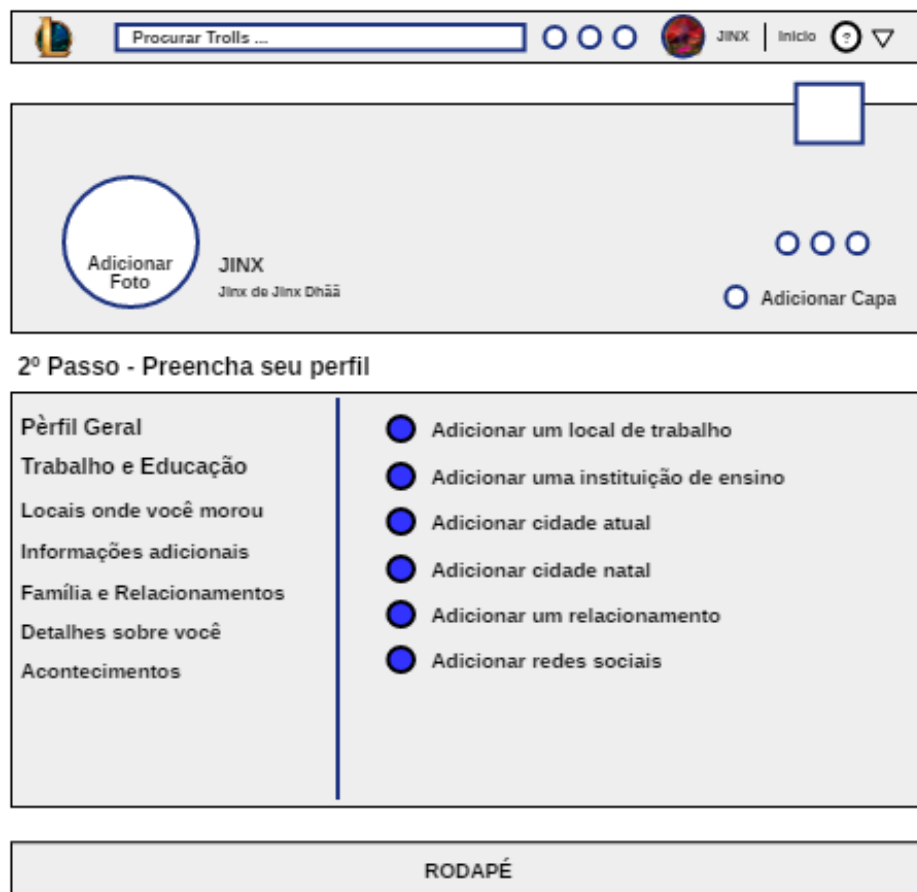 Procurar Trolls ...
JINX
Inicio
?
Adicionar
Foto
JINX
Jinx de Jinx Dhãã
Adicionar Capa
2º Passo - Preencha seu perfil
Pèrfil Geral
Trabalho e Educação
Locais onde você morou
Informações adicionais
Família e Relacionamentos
Detalhes sobre você
Acontecimentos
Adicionar um local de trabalho
Adicionar uma instituição de ensino
Adicionar cidade atual
Adicionar cidade natal
Adicionar um relacionamento
Adicionar redes sociais
RODAPÉ